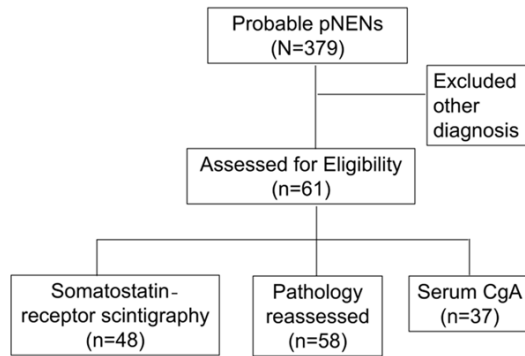 Probable pNENs
(N=379)
Excluded
other
diagnosis
Assessed for Eligibility
(n=61)
Somatostatin-
receptor scintigraphy
(n=48)
Pathology
reassessed
(n=58)
Serum CgA
(n=37)